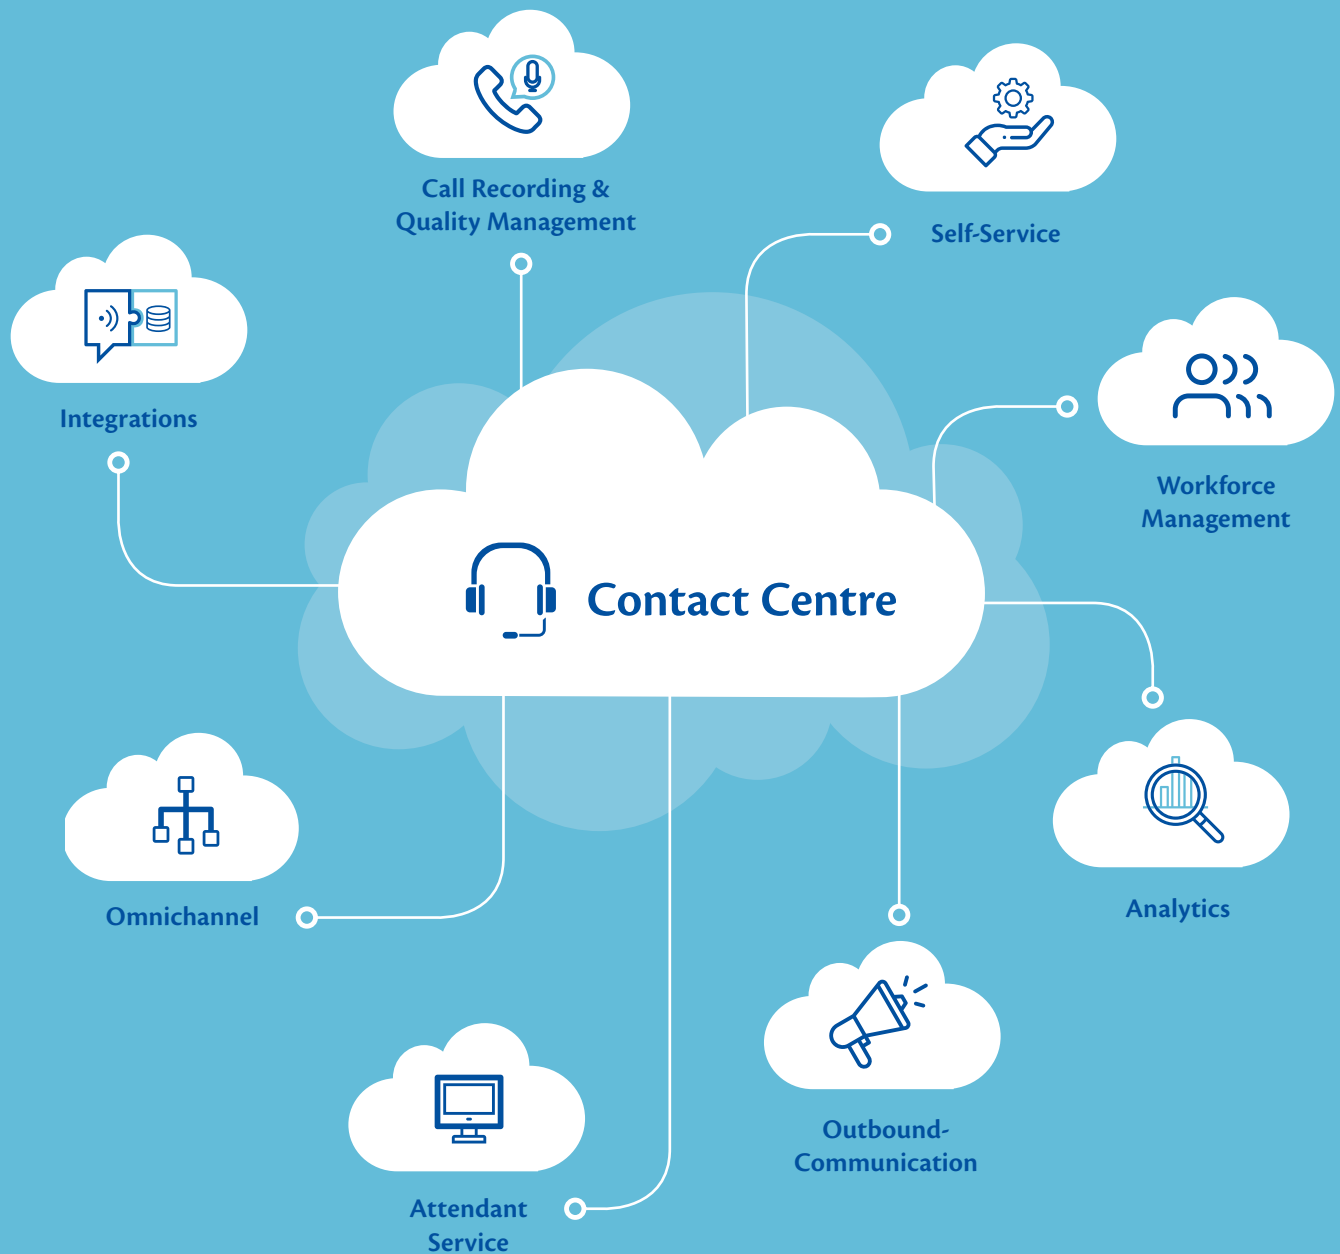 Call Recording &
Quality Management
Self-Service
Integrations
Workforce
Management
Contact Centre
Omnichannel
Analytics
Outbound-
Communication
Attendant
Service